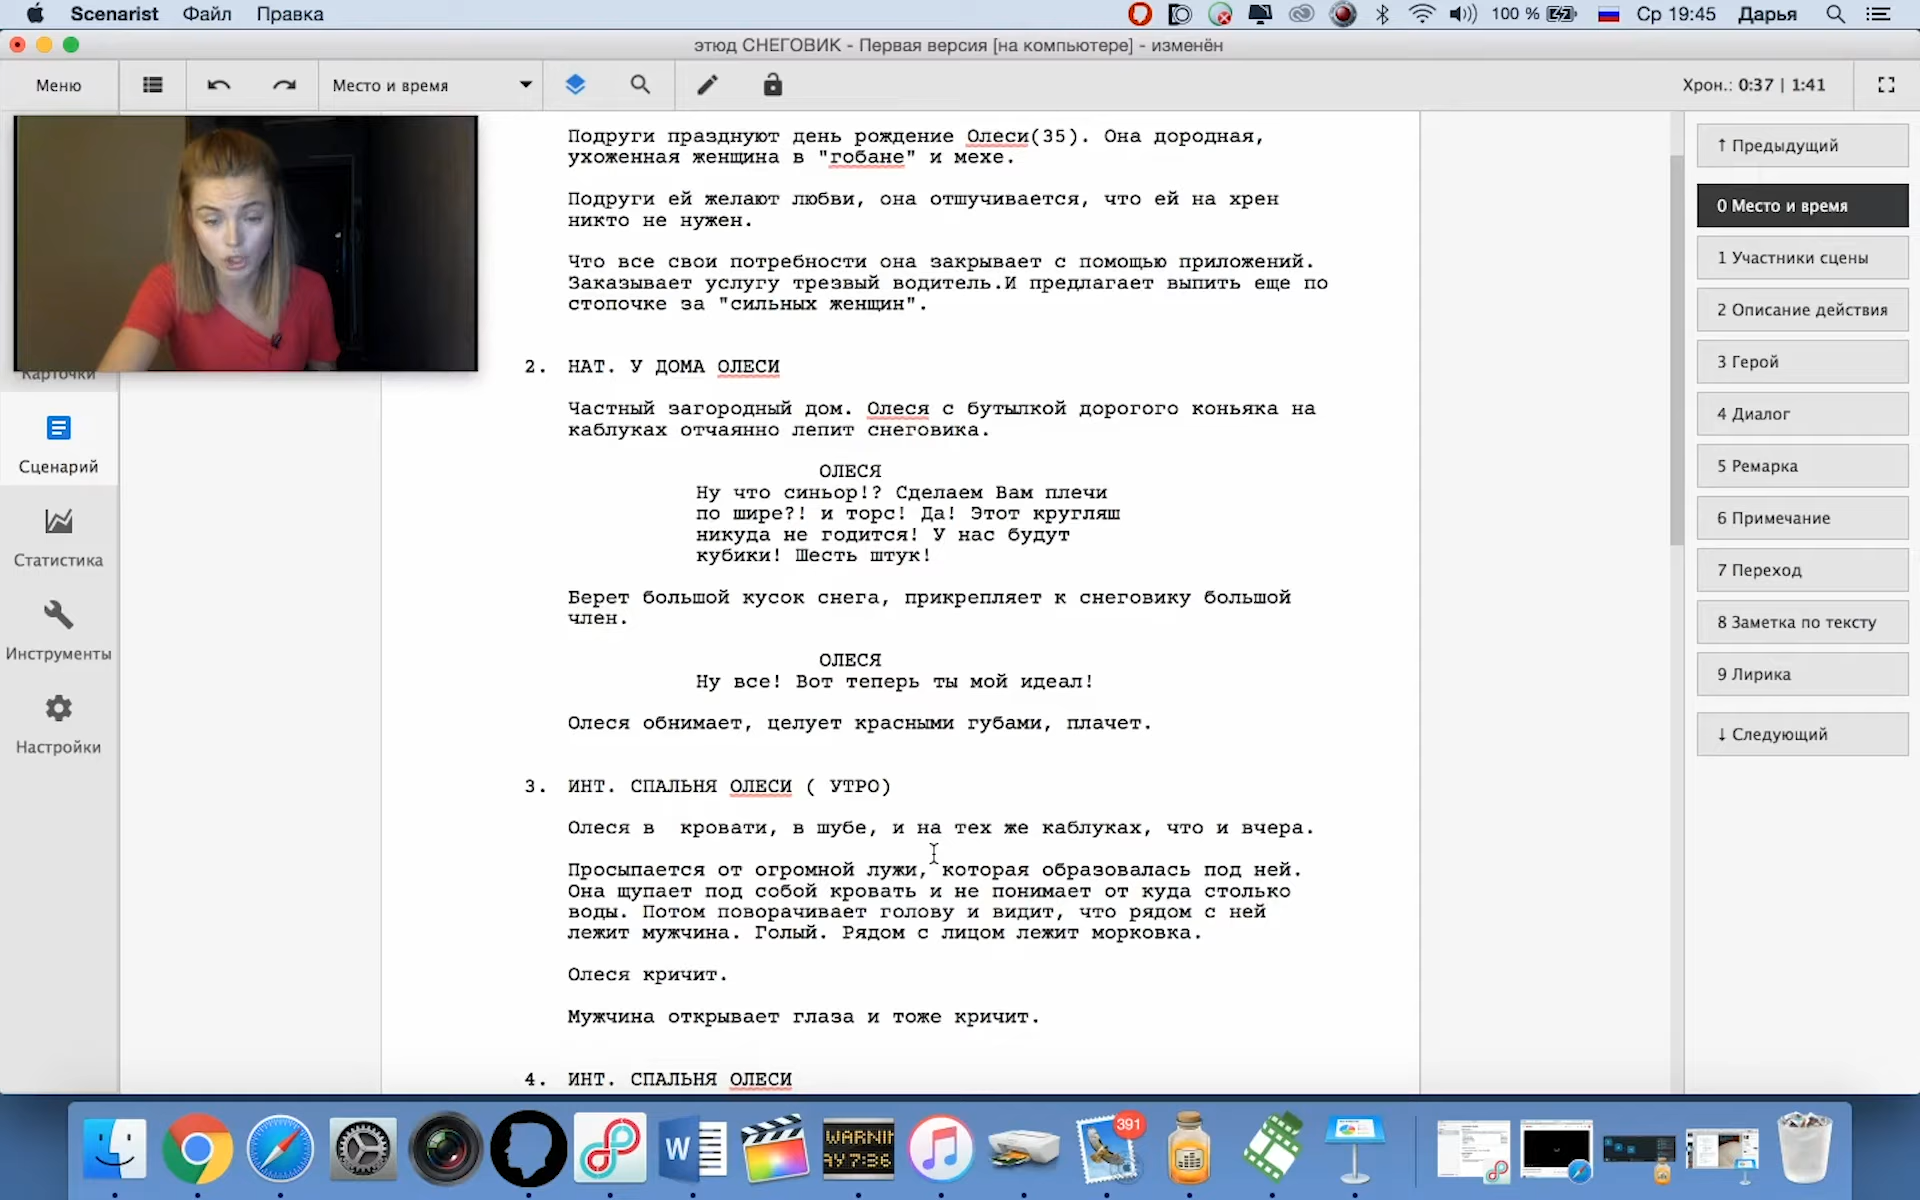 Scenarist Файл Правка 100 % Ср 19:45 Дарья
этюд СНЕГОВИК - Первая версия [на компьютере] - изменён
Меню Место и время Хрон.: 0:37 | 1:41
Карточки
Сценарий
Статистика
Инструменты
Настройки
Подруги празднуют день рождение Олеси(35). Она дородная,
ухоженная женщина в "гобане" и мехе.
Подруги ей желают любви, она отшучивается, что ей на хрен
никто не нужен.
Что все свои потребности она закрывает с помощью приложений.
Заказывает услугу трезвый водитель.И предлагает выпить еще по
стопочке за "сильных женщин".
2. НАТ. У ДОМА ОЛЕСИ
Частный загородный дом. Олеся с бутылкой дорогого коньяка на
каблуках отчаянно лепит снеговика.
ОЛЕСЯ
Ну что синьор!? Сделаем Вам плечи
по шире?! и торс! Да! Этот кругляш
никуда не годится! У нас будут
кубики! Шесть штук!
Берет большой кусок снега, прикрепляет к снеговику большой
член.
ОЛЕСЯ
Ну все! Вот теперь ты мой идеал!
Олеся обнимает, целует красными губами, плачет.
3. ИНТ. СПАЛЬНЯ ОЛЕСИ ( УТРО)
Олеся в  кровати, в шубе, и на тех же каблуках, что и вчера.
Просыпается от огромной лужи, которая образовалась под ней.
Она щупает под собой кровать и не понимает от куда столько
воды. Потом поворачивает голову и видит, что рядом с ней
лежит мужчина. Голый. Рядом с лицом лежит морковка.
Олеся кричит.
Мужчина открывает глаза и тоже кричит.
4. ИНТ. СПАЛЬНЯ ОЛЕСИ
↑ Предыдущий
0 Место и время
1 Участники сцены
2 Описание действия
3 Герой
4 Диалог
5 Ремарка
6 Примечание
7 Переход
8 Заметка по тексту
9 Лирика
↓ Следующий
W
WARNIN
AY 7:36
391